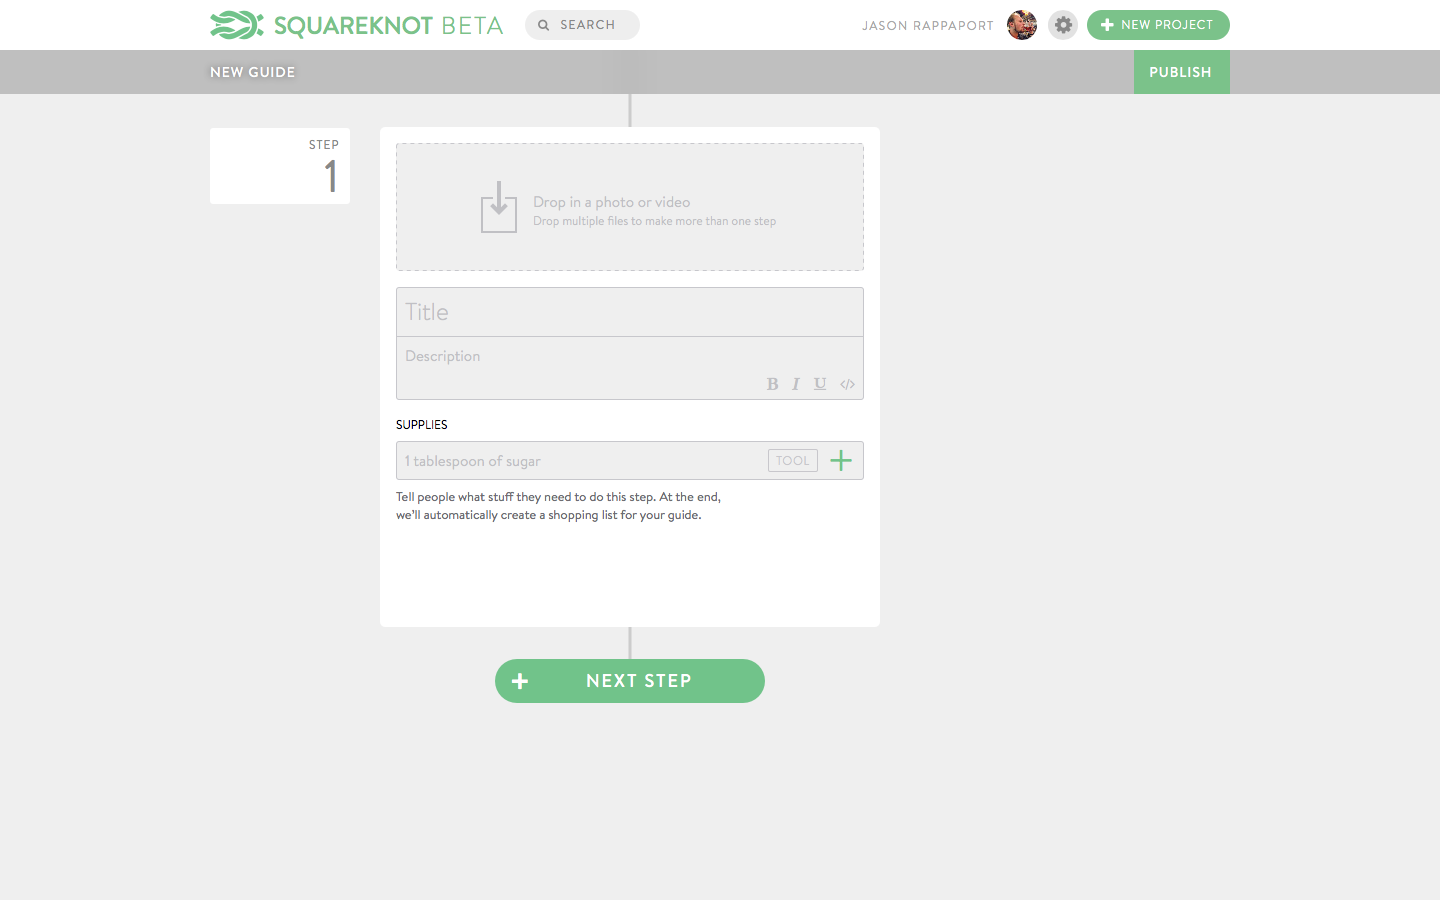 SQUAREKNOT BETA
SEARCH
JASON RAPPAPORT
NEW PROJECT
NEW GUIDE
PUBLISH
STEP
1
Drop in a photo or video
Drop multiple files to make more than one step
Title
Description
B I U </>
SUPPLIES
1 tablespoon of sugar
TOOL
Tell people what stuff they need to do this step. At the end,
we'll automatically create a shopping list for your guide.
NEXT STEP